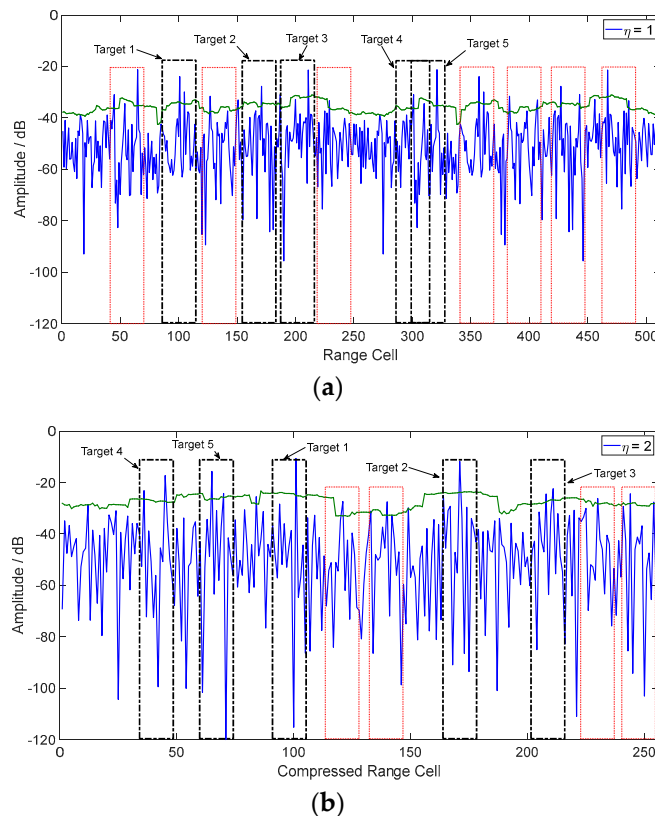 Target 1
Target 2
Target 3
Target 4
Target 5
η = 1
0
-20
-40
-60
-80
-100
-120
Amplitude / dB
0 50 100 150 200 250 300 350 400 450 500
Range Cell
(a)
Target 4
Target 5
Target 1
Target 2
Target 3
η = 2
0
-20
-40
-60
-80
-100
-120
Amplitude / dB
0 50 100 150 200 250
Compressed Range Cell
(b)